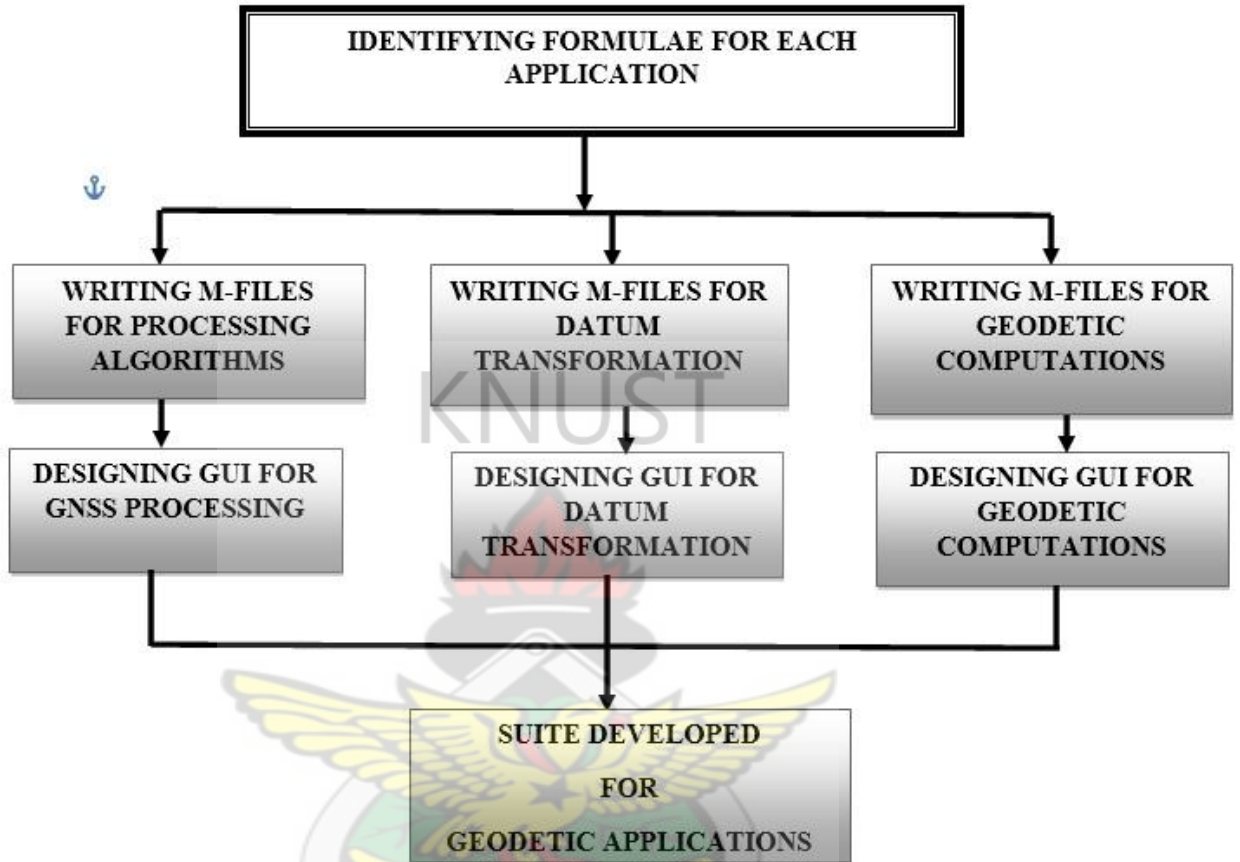 IDENTIFYING FORMULAE FOR EACH
APPLICATION
WRITING M-FILES
FOR PROCESSING
ALGORITHMS
WRITING M-FILES FOR
DATUM
TRANSFORMATION
WRITING M-FILES FOR
GEODETIC
COMPUTATIONS
KNUST
DESIGNING GUI FOR
GNSS PROCESSING
DESIGNING GUI FOR
DATUM
TRANSFORMATION
DESIGNING GUI FOR
GEODETIC
COMPUTATIONS
SUITE DEVELOPED
FOR
GEODETIC APPLICATIONS